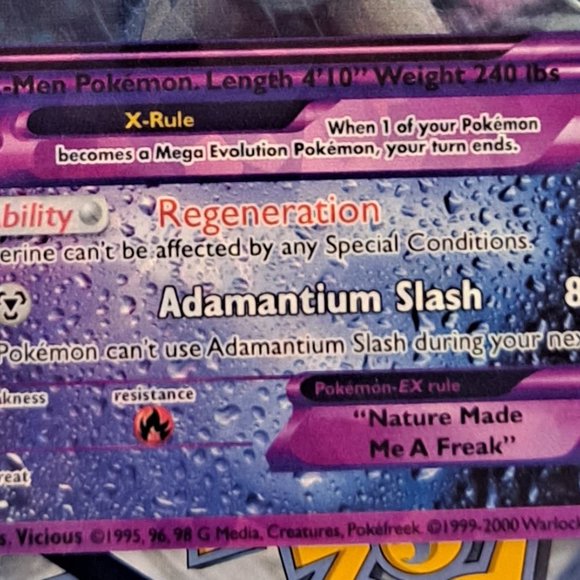 -Men Pokémon. Length 4'10" Weight 240 lbs
X-Rule
When 1 of your Pokémon
becomes a Mega Evolution Pokémon, your turn ends.
bility Regeneration
erine can't be affected by any Special Conditions.
Adamantium Slash 8
Pokémon can't use Adamantium Slash during your nex
kness resistance
Pokémon-EX rule
"Nature Made
Me A Freak"
reat
s. Vicious ©1995, 96, 98 G Media, Creatures, Pokéfreek ©1999-2000 Warloc